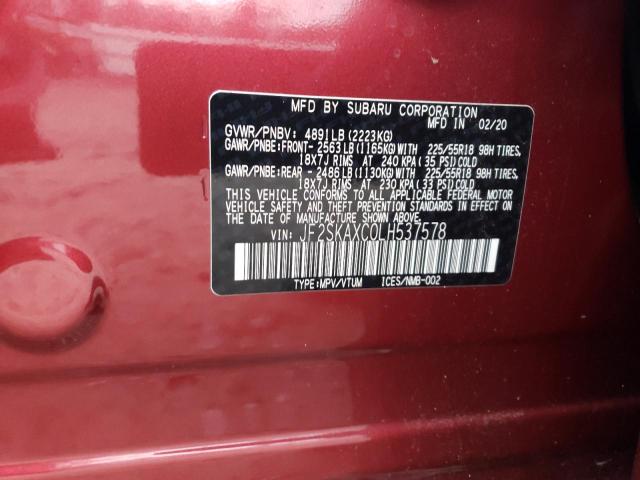 MFD BY SUBARU CORPORATION
MFD IN 02/20
GVWR/PNBV: 4891LB(2223KG)
GAWR/PNBE:FRONT- 2563LB(1165KG)WITH 225/55R18 98H TIRES,
18X7J RIMS AT 240 KPA(35 PSI)COLD
GAWR/PNBE:REAR - 2486LB(1130KG)WITH 225/55R18 98H TIRES,
18X7J RIMS AT 230 KPA(33 PSI)COLD
THIS VEHICLE CONFORMS TO ALL APPLICABLE FEDERAL MOTOR
VEHICLE SAFETY AND THEFT PREVENTION STANDARDS IN EFFECT
ON THE DATE OF MANUFACTURE SHOWN ABOVE.
VIN: JF2SKAXC0LH537578
TYPE:MPV/VTUM ICES/NMB-002